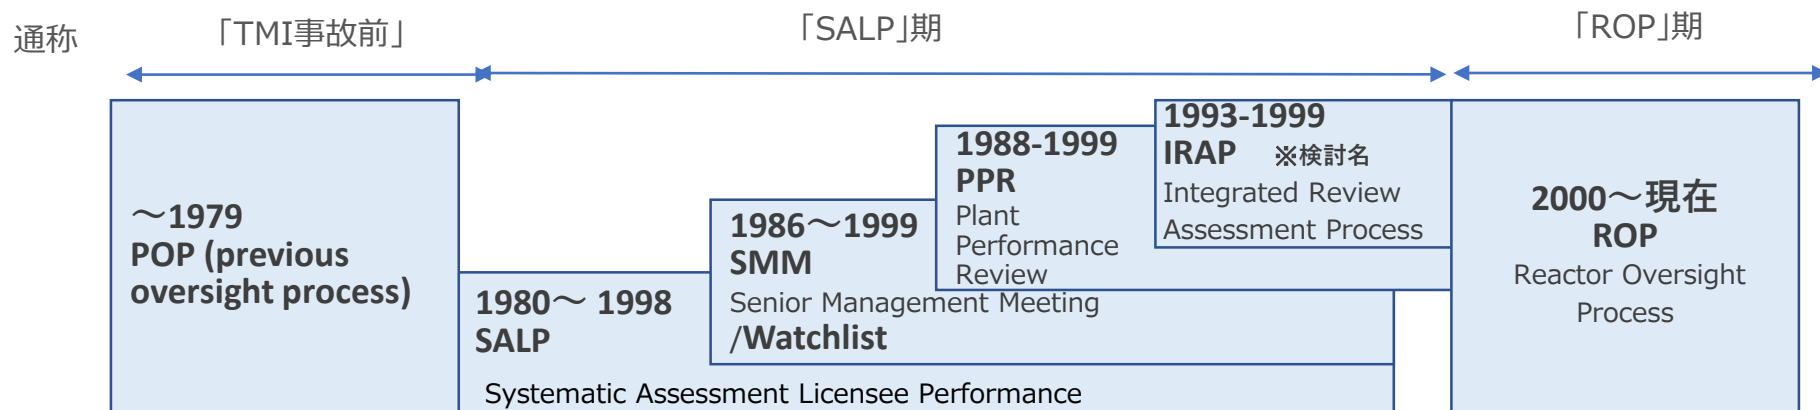 通称
「TMI事故前」
「SALP」期
「ROP」期
～1979
POP (previous
oversight process)
1980～ 1998
SALP
Systematic Assessment Licensee Performance
1986～1999
SMM
Senior Management Meeting
/Watchlist
1988-1999
PPR
Plant
Performance
Review
1993-1999
IRAP ※検討名
Integrated Review
Assessment Process
2000～現在
ROP
Reactor Oversight
Process